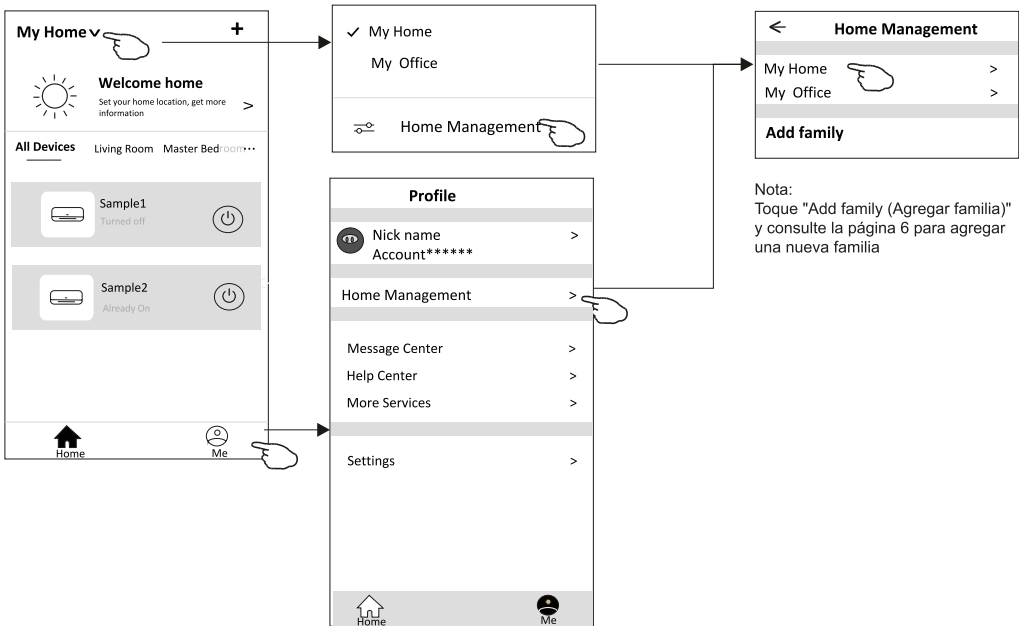 My Home
+
Welcome home
Set your home location, get more
information
>
All Devices
Living Room
Master Bedroom...
Sample1
Turned off
Sample2
Already On
Home
Me
✓ My Home
My Office
Home Management
Profile
Nick name
>
Account******
Home Management
>
Message Center
>
Help Center
>
More Services
>
Settings
>
Home
Me
Home Management
My Home
>
My Office
>
Add family
Nota:
Toque "Add family (Agregar familia)"
y consulte la página 6 para agregar
una nueva familia